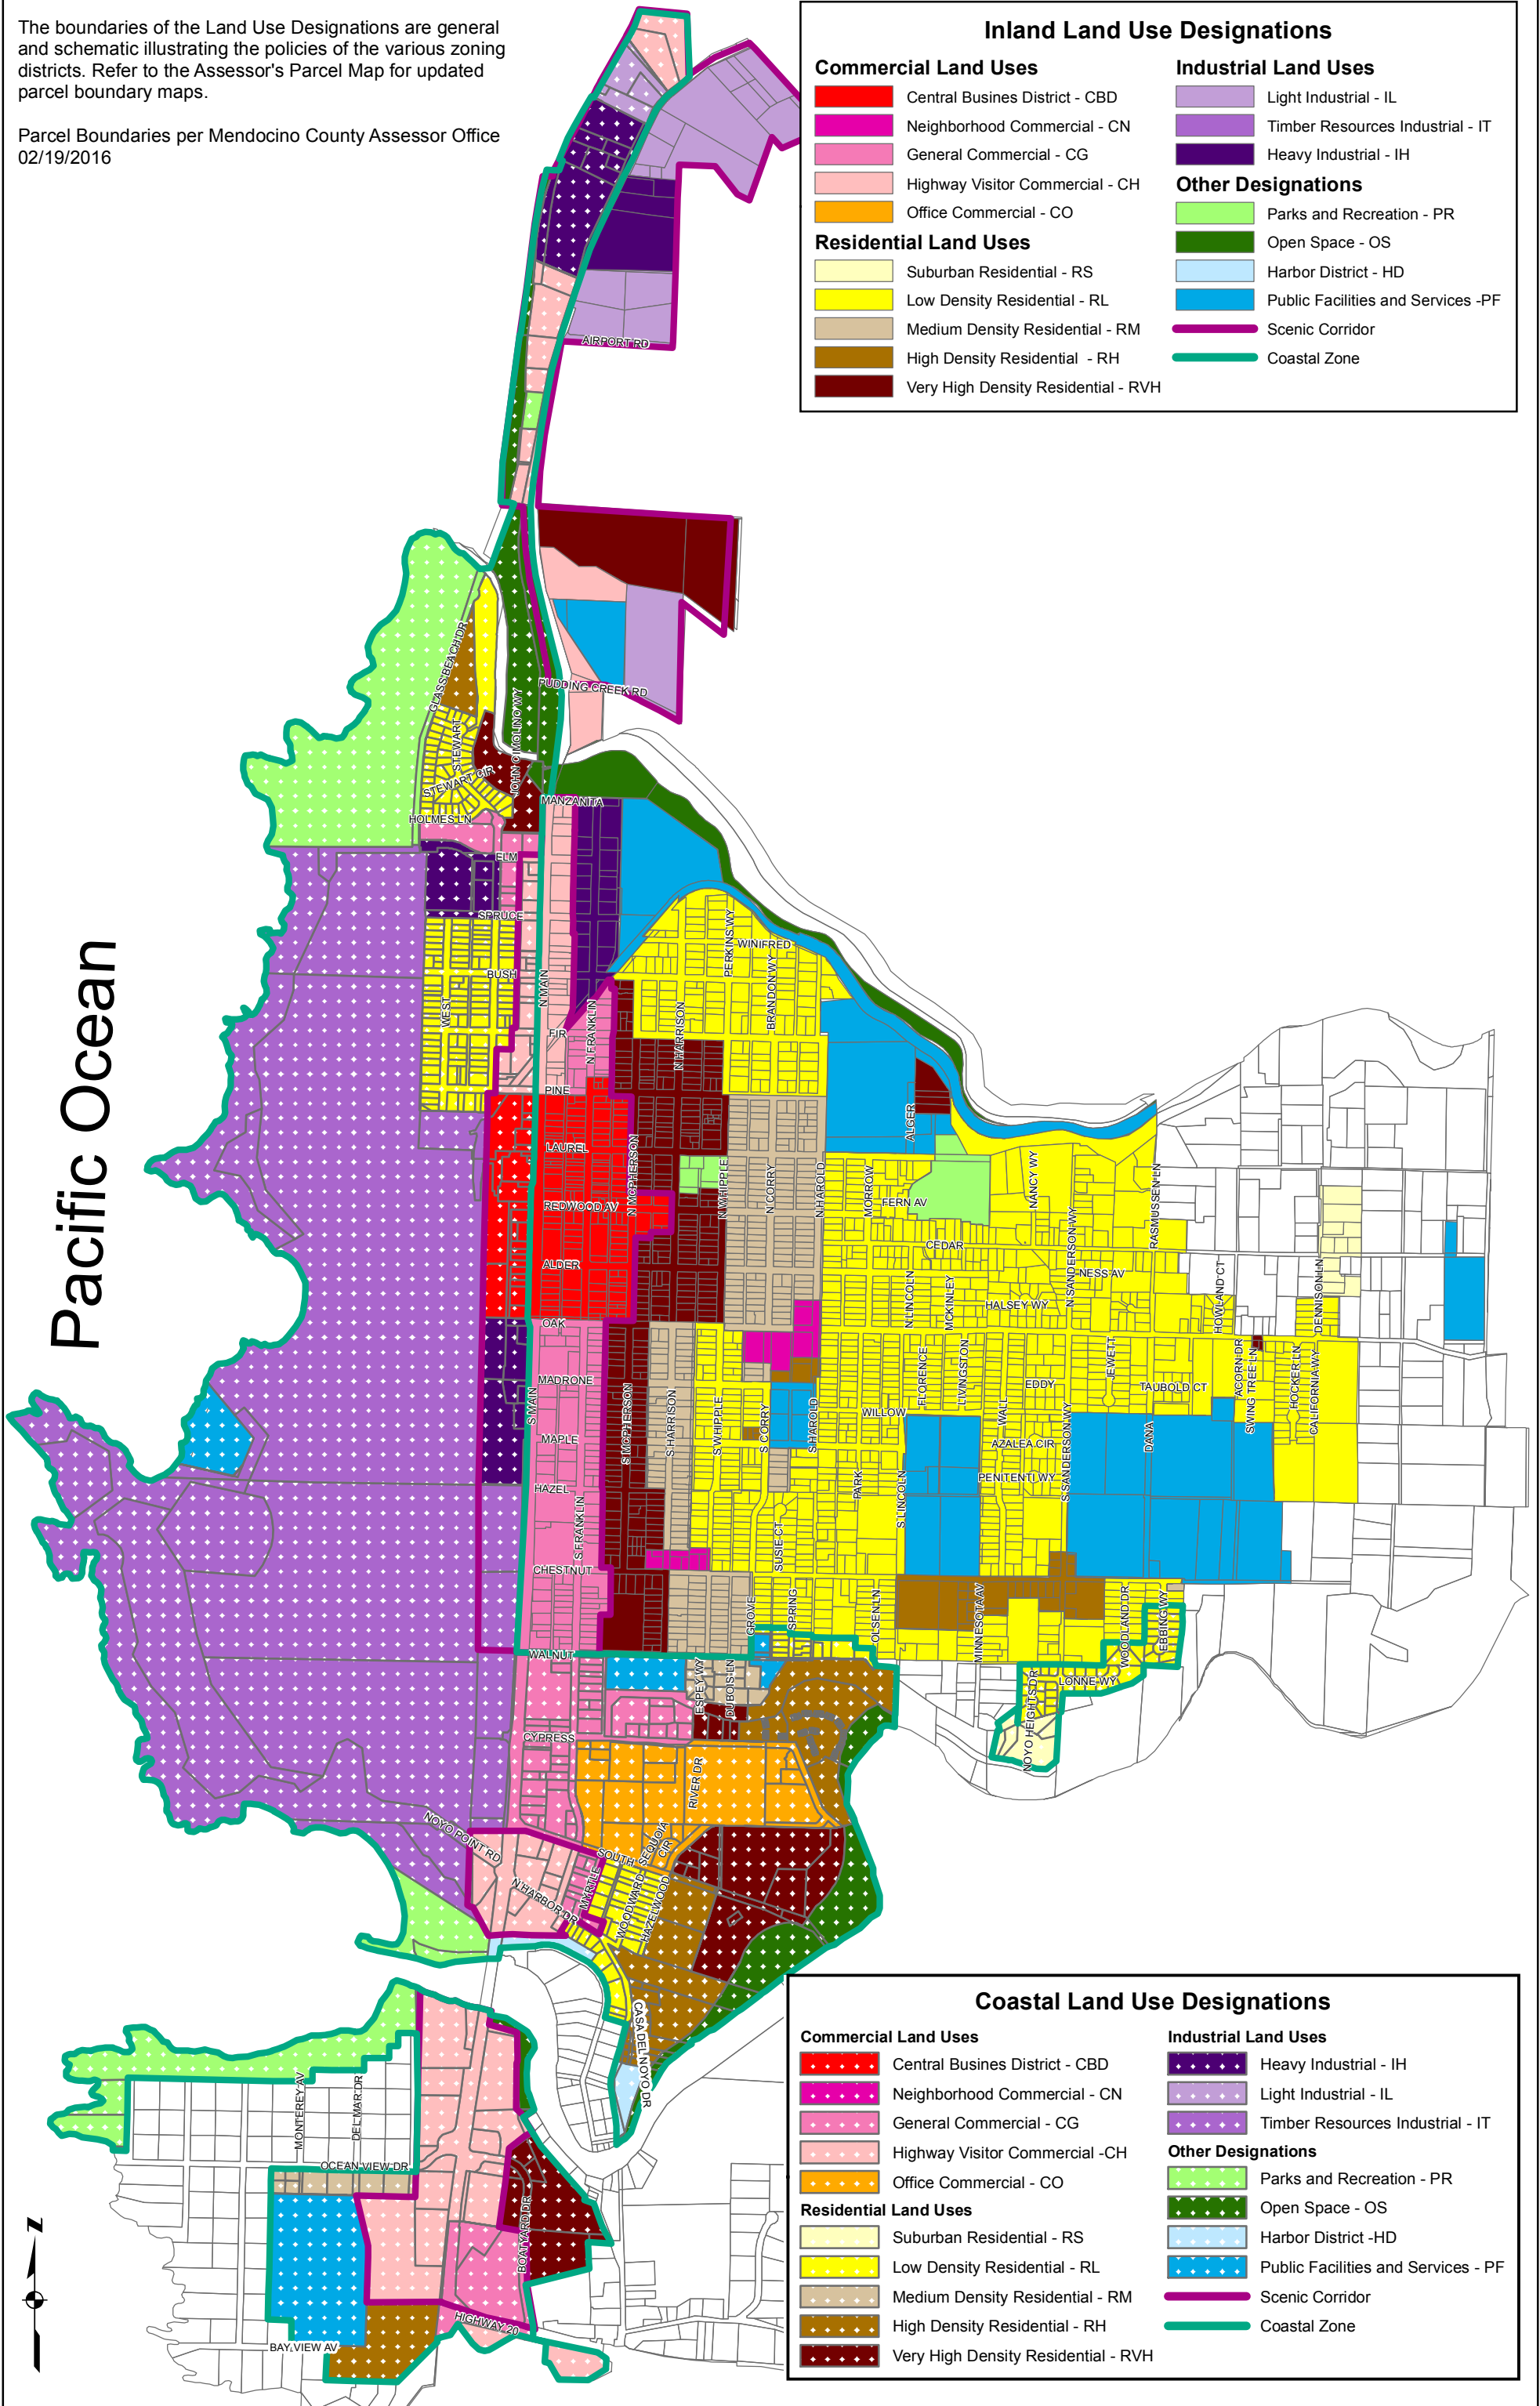 The boundaries of the Land Use Designations are general
and schematic illustrating the policies of the various zoning
districts. Refer to the Assessor's Parcel Map for updated
parcel boundary maps.
Parcel Boundaries per Mendocino County Assessor Office
02/19/2016
Inland Land Use Designations
Commercial Land Uses
Central Busines District - CBD
Neighborhood Commercial - CN
General Commercial - CG
Highway Visitor Commercial - CH
Office Commercial - CO
Residential Land Uses
Suburban Residential - RS
Low Density Residential - RL
Medium Density Residential - RM
High Density Residential - RH
Very High Density Residential - RVH
Industrial Land Uses
Light Industrial - IL
Timber Resources Industrial - IT
Heavy Industrial - IH
Other Designations
Parks and Recreation - PR
Open Space - OS
Harbor District - HD
Public Facilities and Services -PF
Scenic Corridor
Coastal Zone
AIRPORT RD
GLASS BEACH DR
PUDDING CREEK RD
JOHN CIMOLINO WY
STEWART
STEWART CIR
MANZANITA
HOLMES LN
ELM
SPRUCE
BUSH
WEST
N MAIN
FIR
N FRANKLIN
PINE
PERKINS WY
WINIFRED
BRANDON WY
N HARRISON
ALGER
LAUREL
N MCPHERSON
REDWOOD AV
ALDER
N WHIPPLE
N CORRY
N HAROLD
MORROW
FERN AV
NANCY WY
N SANDERSON WY
RASMUSSEN LN
CEDAR
NESS AV
HALSEY WY
N LINCOLN
MCKINLEY
HOWLAND CT
DENNISON LN
Pacific Ocean
OAK
MADRONE
S MAIN
MAPLE
HAZEL
S FRANKLIN
CHESTNUT
S MCPHERSON
S HARRISON
S WHIPPLE
S CORRY
S HAROLD
WILLOW
FLORENCE
LIVINGSTON
WALL
EDDY
JEWETT
TAUBOLD CT
ACORN DR
SWING TREE LN
HOCKER LN
CALIFORNIA WY
AZALEA CIR
PENITENTI WY
S SANDERSON WY
DANA
PARK
S LINCOLN
SUSIE CT
GROVE
SPRING
OLSEN LN
MINNESOTA AV
WOODLAND DR
EBBING WY
LONNE WY
NOYO HEIGHTS DR
WALNUT
ESPEY WY
DUBOIS LN
CYPRESS
RIVER DR
NOYO POINT RD
SOUTH
SEQUOIA
CIR
N HARBOR DR
MYRTLE
WOODWARD
HAZELWOOD
CASA DEL NOYO DR
MONTEREY AV
DEL MAR DR
OCEAN VIEW DR
BOATYARD DR
HIGHWAY 20
BAY VIEW AV
N
Coastal Land Use Designations
Commercial Land Uses
Central Busines District - CBD
Neighborhood Commercial - CN
General Commercial - CG
Highway Visitor Commercial -CH
Office Commercial - CO
Residential Land Uses
Suburban Residential - RS
Low Density Residential - RL
Medium Density Residential - RM
High Density Residential - RH
Very High Density Residential - RVH
Industrial Land Uses
Heavy Industrial - IH
Light Industrial - IL
Timber Resources Industrial - IT
Other Designations
Parks and Recreation - PR
Open Space - OS
Harbor District -HD
Public Facilities and Services - PF
Scenic Corridor
Coastal Zone